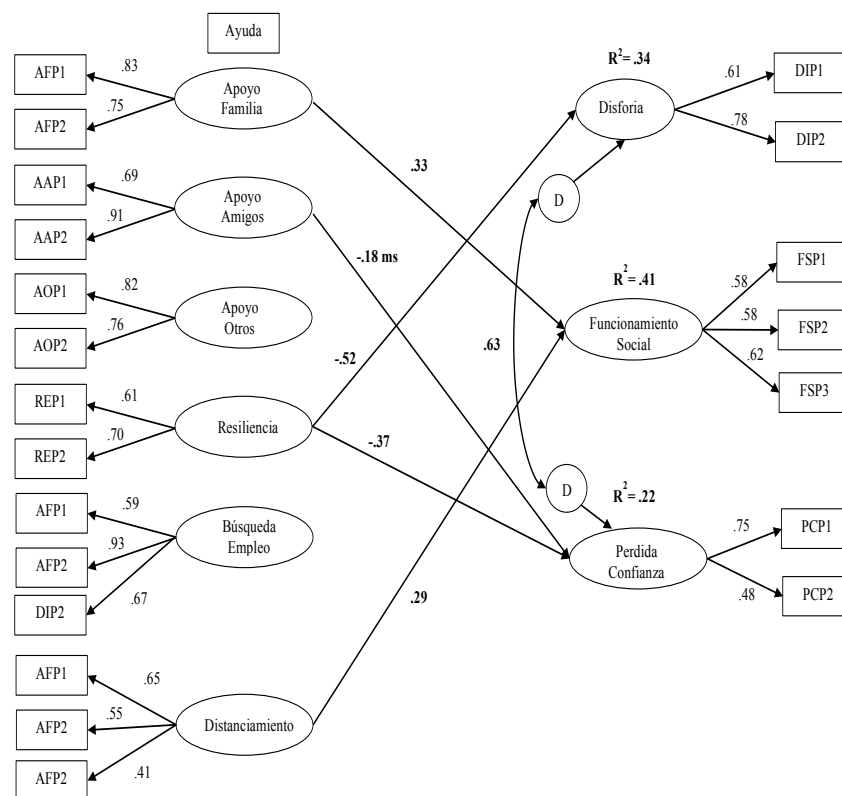 Ayuda
R²= .34
AFP1
.83
Apoyo
Familia
.61
DIP1
AFP2
.75
Disforia
.78
DIP2
.33
AAP1
.69
Apoyo
Amigos
AAP2
.91
D
-.18 ms
R² = .41
AOP1
.82
Apoyo
Otros
AOP2
.76
.58
FSP1
Funcionamiento
Social
.58
FSP2
.62
FSP3
-.52
.63
REP1
.61
Resiliencia
REP2
.70
-.37
D
R² = .22
AFP1
.59
Búsqueda
Empleo
AFP2
.93
DIP2
.67
Perdida
Confianza
.75
PCP1
.48
PCP2
.29
AFP1
.65
AFP2
.55
Distanciamiento
AFP2
.41